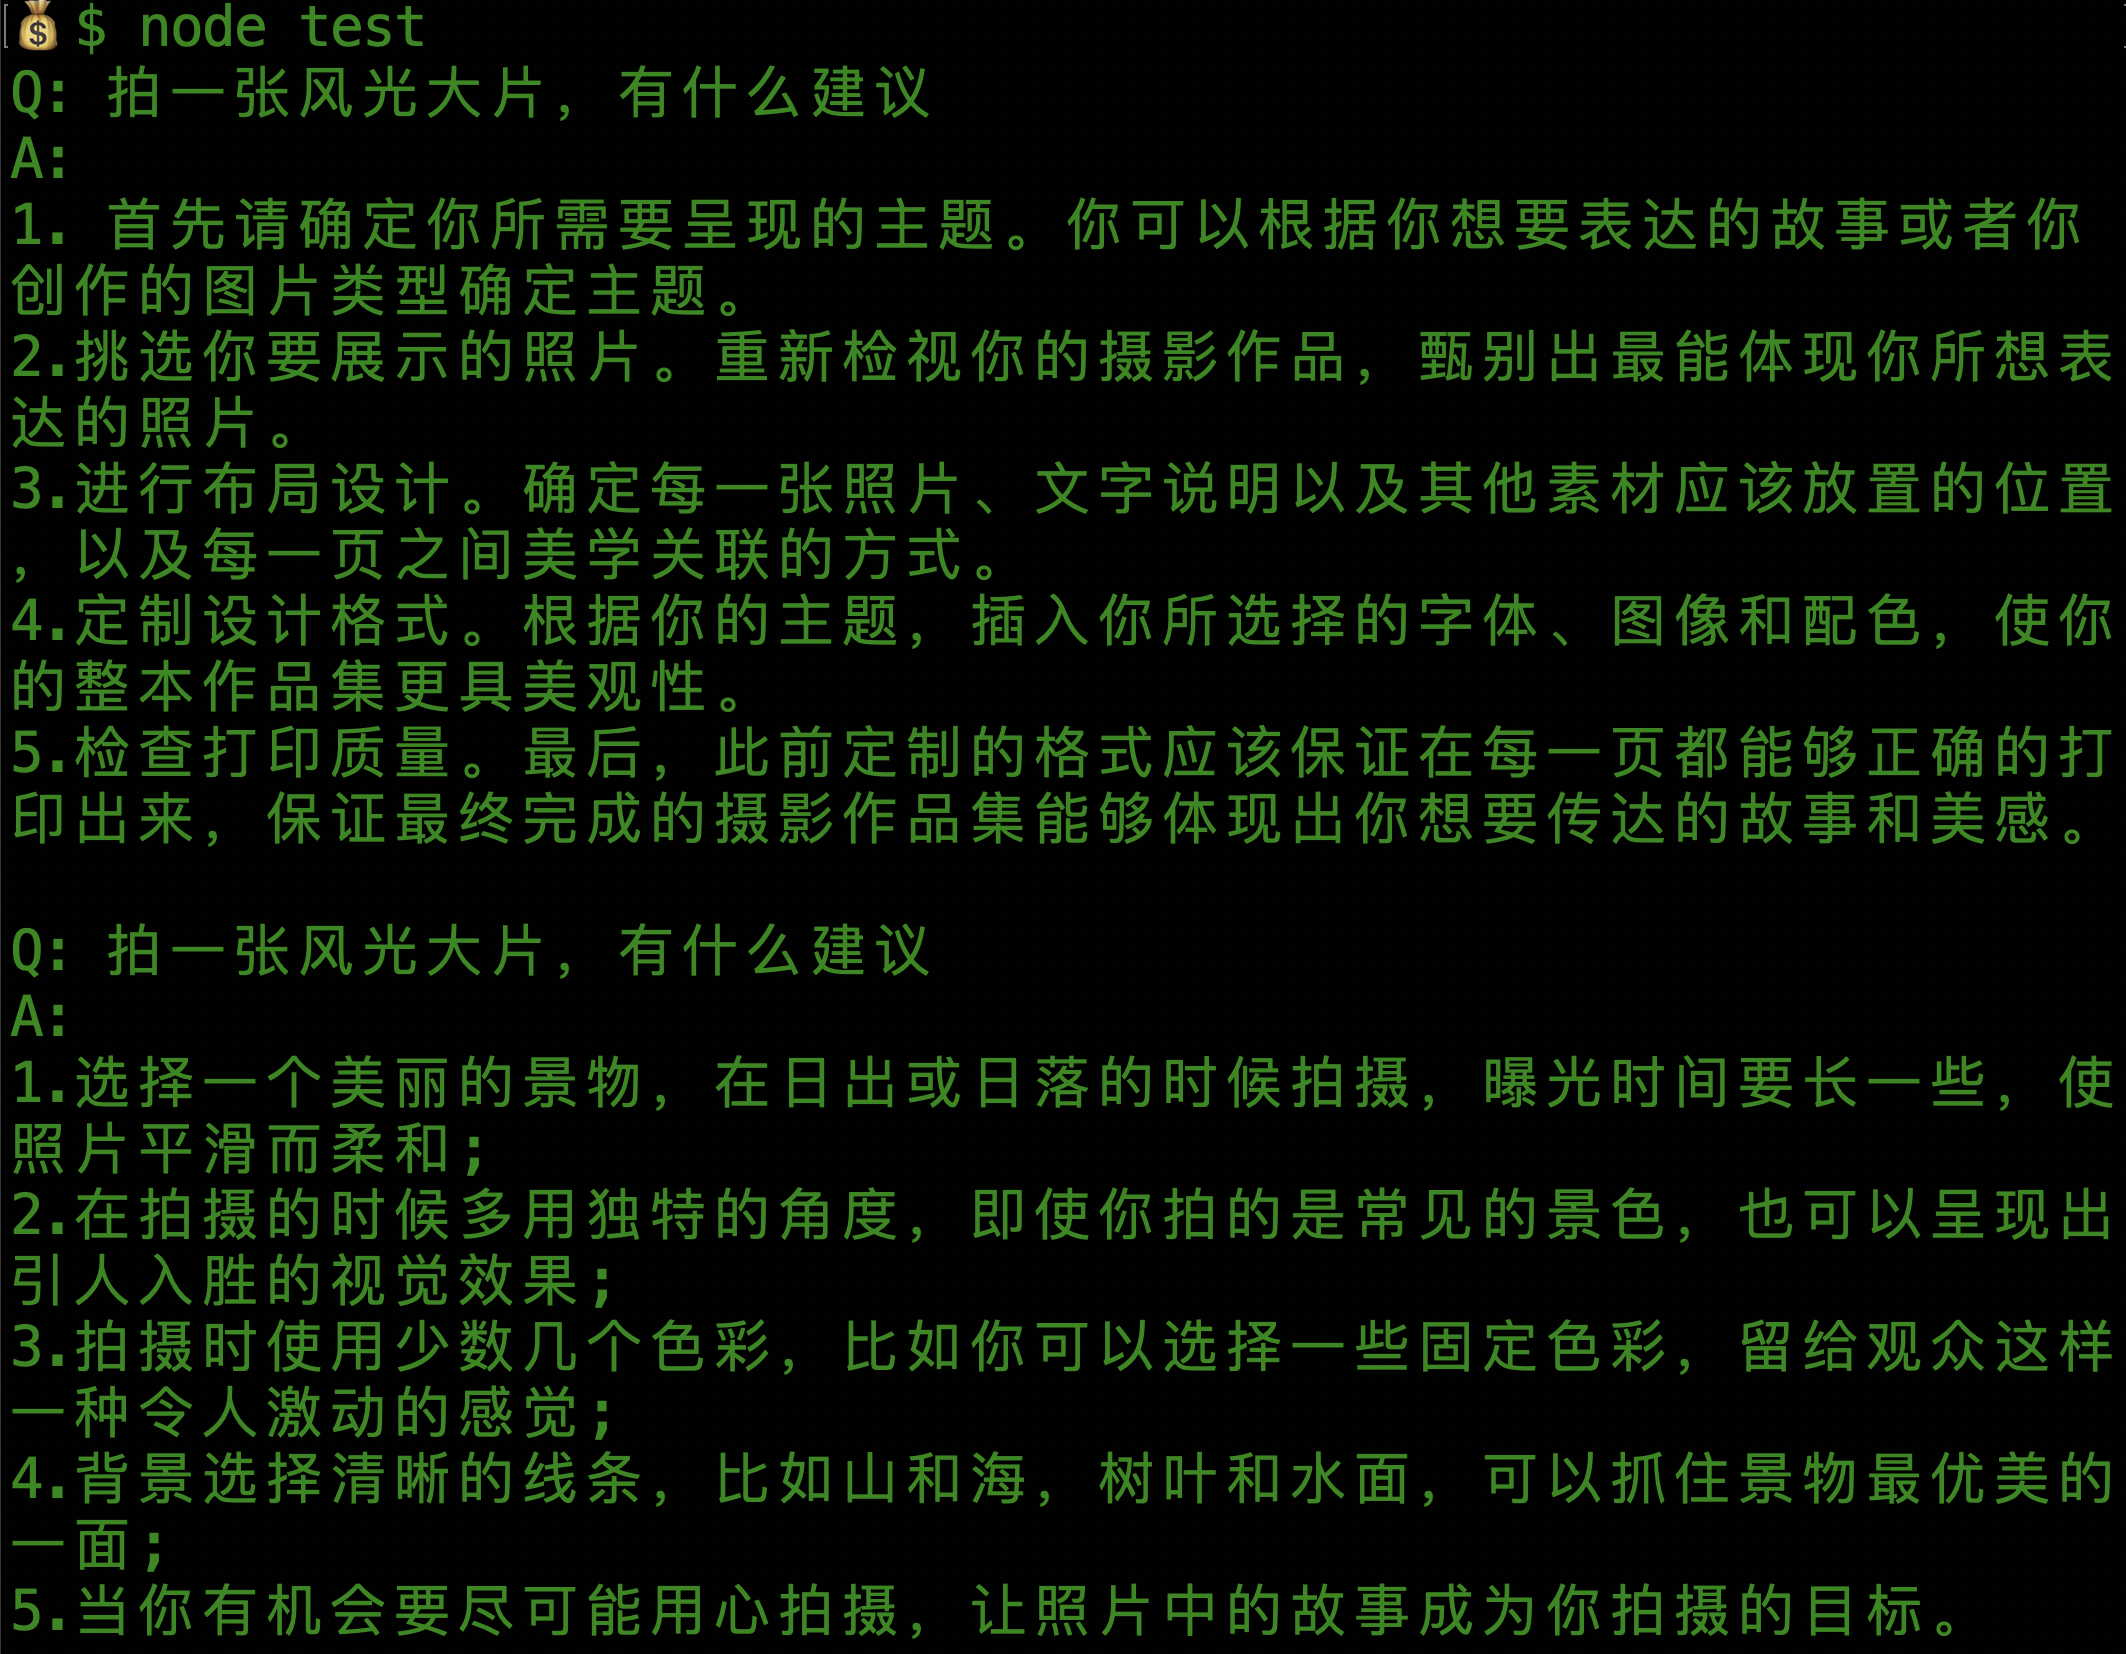 $ node test
Q: 拍一张风光大片，有什么建议
A:
1. 首先请确定你所需要呈现的主题。你可以根据你想要表达的故事或者你
创作的图片类型确定主题。
2.挑选你要展示的照片。重新检视你的摄影作品，甄别出最能体现你所想表
达的照片。
3.进行布局设计。确定每一张照片、文字说明以及其他素材应该放置的位置
，以及每一页之间美学关联的方式。
4.定制设计格式。根据你的主题，插入你所选择的字体、图像和配色，使你
的整本作品集更具美观性。
5.检查打印质量。最后，此前定制的格式应该保证在每一页都能够正确的打
印出来，保证最终完成的摄影作品集能够体现出你想要传达的故事和美感。
Q: 拍一张风光大片，有什么建议
A:
1.选择一个美丽的景物，在日出或日落的时候拍摄，曝光时间要长一些，使
照片平滑而柔和；
2.在拍摄的时候多用独特的角度，即使你拍的是常见的景色，也可以呈现出
引人入胜的视觉效果；
3.拍摄时使用少数几个色彩，比如你可以选择一些固定色彩，留给观众这样
一种令人激动的感觉；
4.背景选择清晰的线条，比如山和海，树叶和水面，可以抓住景物最优美的
一面；
5.当你有机会要尽可能用心拍摄，让照片中的故事成为你拍摄的目标。